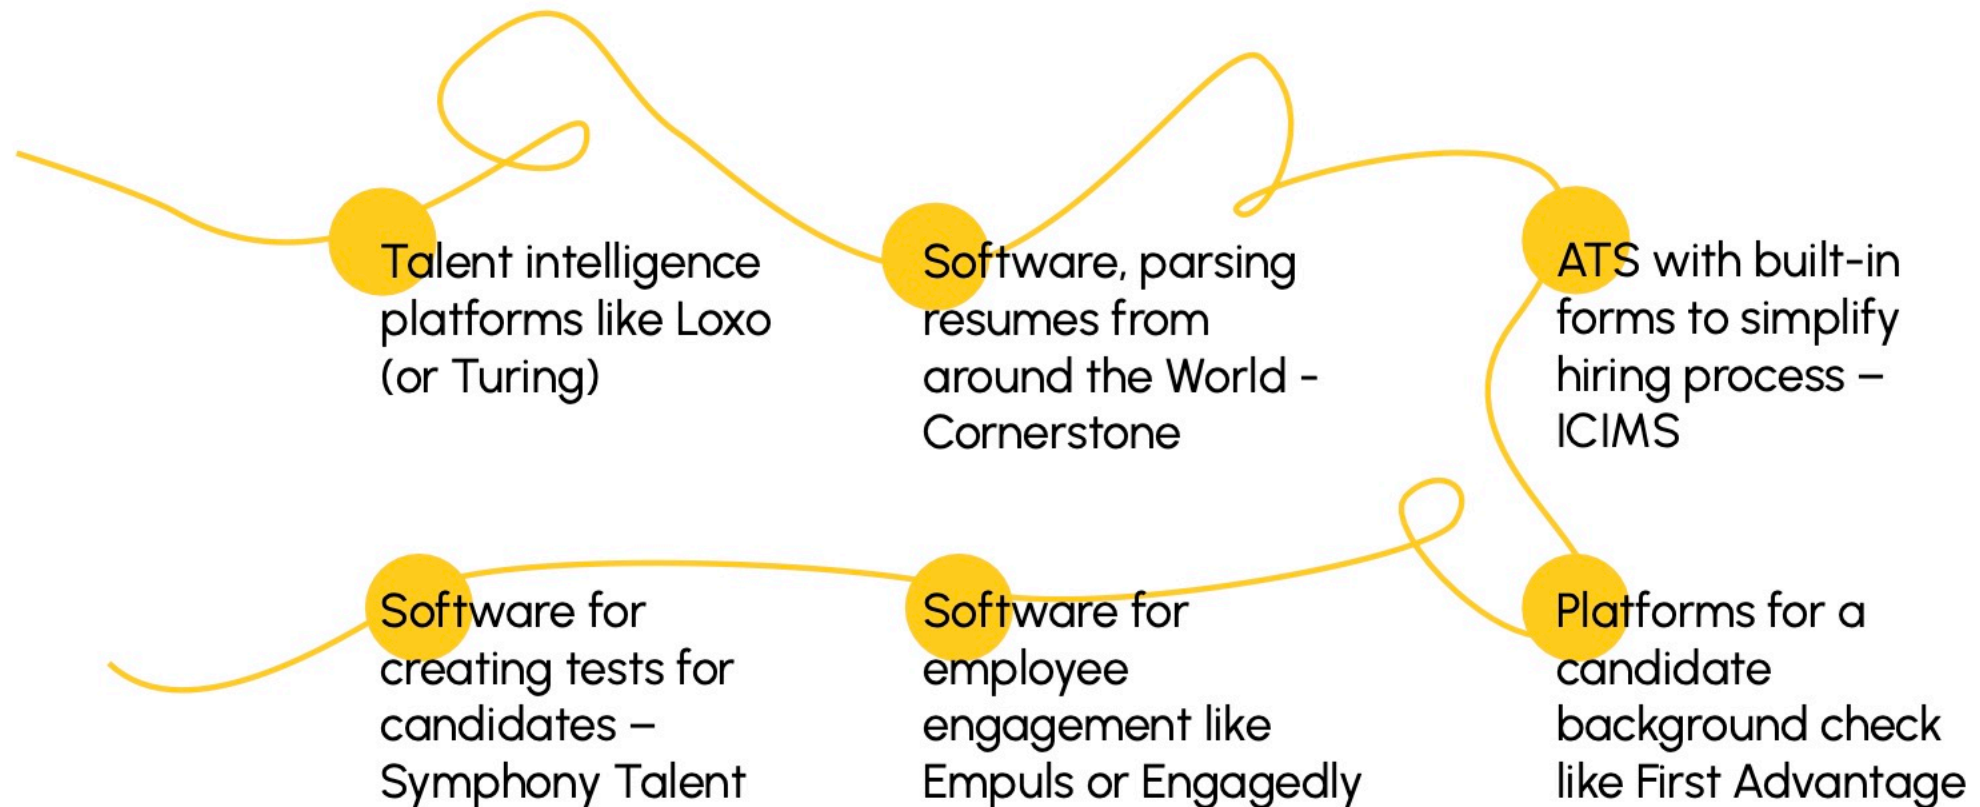 Talent intelligence
platforms like Loxo
(or Turing)
Software, parsing
resumes from
around the World -
Cornerstone
ATS with built-in
forms to simplify
hiring process –
ICIMS
Software for
creating tests for
candidates –
Symphony Talent
Software for
employee
engagement like
Empuls or Engagedly
Platforms for a
candidate
background check
like First Advantage